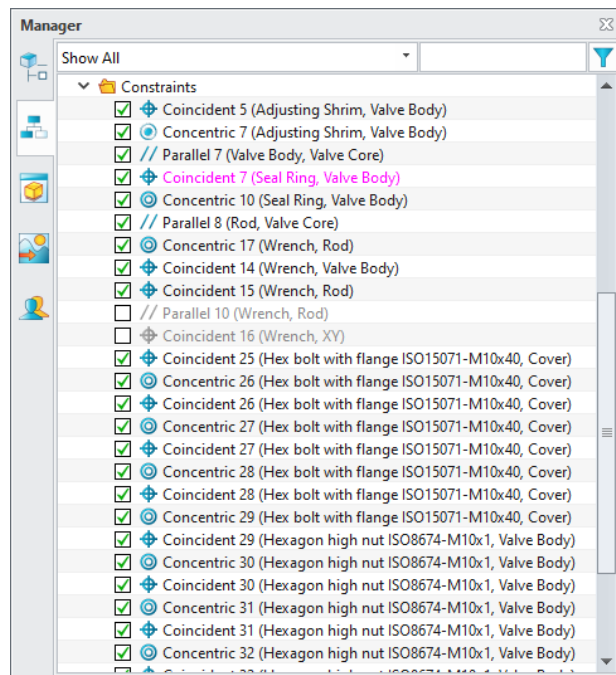 Manager
Show All
Constraints
Coincident 5 (Adjusting Shrim, Valve Body)
Concentric 7 (Adjusting Shrim, Valve Body)
Parallel 7 (Valve Body, Valve Core)
Coincident 7 (Seal Ring, Valve Body)
Concentric 10 (Seal Ring, Valve Body)
Parallel 8 (Rod, Valve Core)
Concentric 17 (Wrench, Rod)
Coincident 14 (Wrench, Valve Body)
Coincident 15 (Wrench, Rod)
Parallel 10 (Wrench, Rod)
Coincident 16 (Wrench, XY)
Coincident 25 (Hex bolt with flange ISO15071-M10x40, Cover)
Concentric 26 (Hex bolt with flange ISO15071-M10x40, Cover)
Coincident 26 (Hex bolt with flange ISO15071-M10x40, Cover)
Concentric 27 (Hex bolt with flange ISO15071-M10x40, Cover)
Coincident 27 (Hex bolt with flange ISO15071-M10x40, Cover)
Concentric 28 (Hex bolt with flange ISO15071-M10x40, Cover)
Coincident 28 (Hex bolt with flange ISO15071-M10x40, Cover)
Concentric 29 (Hex bolt with flange ISO15071-M10x40, Cover)
Coincident 29 (Hexagon high nut ISO8674-M10x1, Valve Body)
Concentric 30 (Hexagon high nut ISO8674-M10x1, Valve Body)
Coincident 30 (Hexagon high nut ISO8674-M10x1, Valve Body)
Concentric 31 (Hexagon high nut ISO8674-M10x1, Valve Body)
Coincident 31 (Hexagon high nut ISO8674-M10x1, Valve Body)
Concentric 32 (Hexagon high nut ISO8674-M10x1, Valve Body)